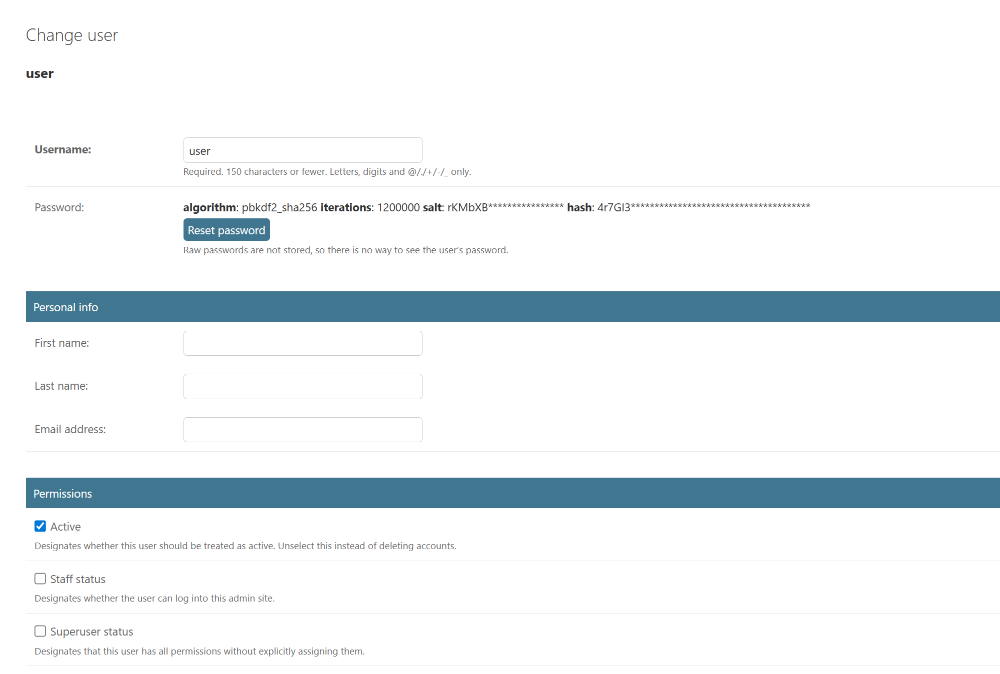 Change user
user
Username:
user
Required. 150 characters or fewer. Letters, digits and @/./+/-/_ only.
Password:
algorithm: pbkdf2_sha256 iterations: 1200000 salt: rKMbXB**************** hash: 4r7GI3**************************************
Reset password
Raw passwords are not stored, so there is no way to see the user’s password.
Personal info
First name:
Last name:
Email address:
Permissions
Active
Designates whether this user should be treated as active. Unselect this instead of deleting accounts.
Staff status
Designates whether the user can log into this admin site.
Superuser status
Designates that this user has all permissions without explicitly assigning them.